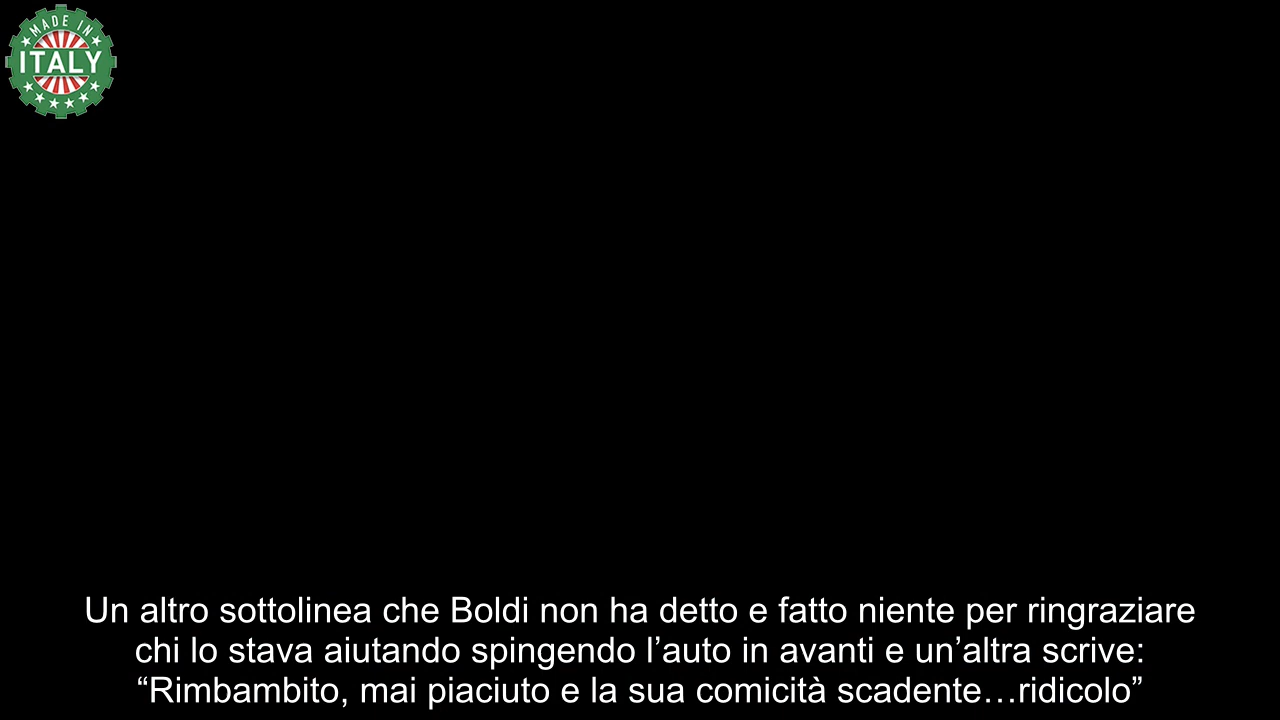 MADE IN
ITALY
Un altro sottolinea che Boldi non ha detto e fatto niente per ringraziare
chi lo stava aiutando spingendo l’auto in avanti e un’altra scrive:
“Rimbambito, mai piaciuto e la sua comicità scadente…ridicolo”